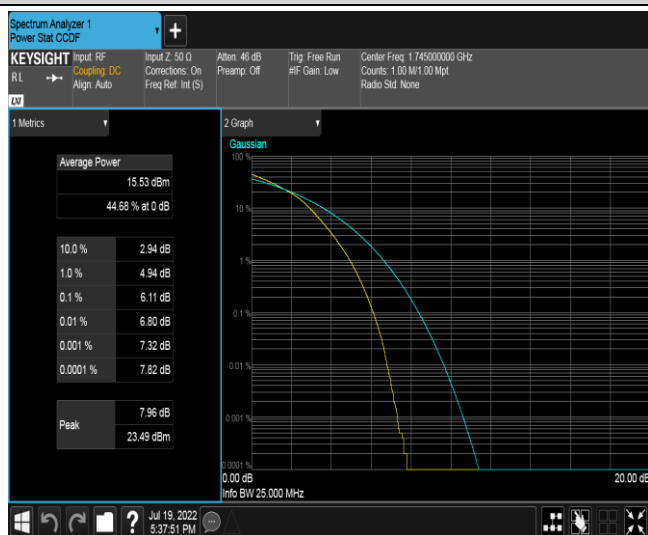 Spectrum Analyzer 1
Power Stat CCDF
+
KEYSIGHT
RL
LXI
Input: RF
Coupling: DC
Align: Auto
Input Z: 50 Ω
Corrections: On
Freq Ref: Int (S)
Atten: 46 dB
Preamp: Off
Trig: Free Run
#IF Gain: Low
Center Freq: 1.745000000 GHz
Counts: 1.00 M/1.00 Mpt
Radio Std: None
1 Metrics
Average Power
15.53 dBm
44.68 % at 0 dB
10.0 % 2.94 dB
1.0 % 4.94 dB
0.1 % 6.11 dB
0.01 % 6.80 dB
0.001 % 7.32 dB
0.0001 % 7.82 dB
Peak
7.96 dB
23.49 dBm
2 Graph
Gaussian
100 %
10 %
1 %
0.1 %
0.01 %
0.001 %
0.0001 %
0.00 dB 20.00 dB
Info BW 25.000 MHz
?
Jul 19, 2022
5:37:51 PM